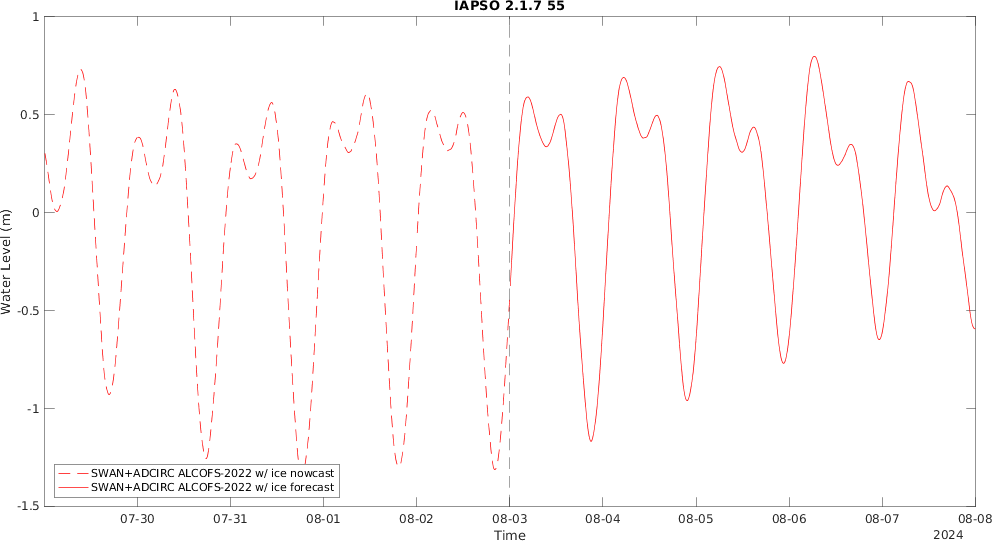 IAPSO 2.1.7 55
1
0.5
0
-0.5
-1
-1.5
Water Level (m)
SWAN+ADCIRC ALCOFS-2022 w/ ice nowcast
SWAN+ADCIRC ALCOFS-2022 w/ ice forecast
07-30 07-31 08-01 08-02 08-03 08-04 08-05 08-06 08-07 08-08
Time
2024